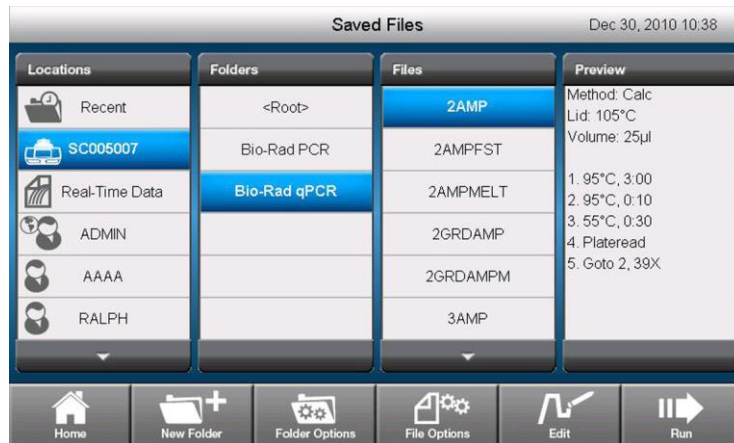 Saved Files
Dec 30, 2010 10:38
Locations
Recent
SC005007
Real-Time Data
ADMIN
AAAA
RALPH
Folders
<Root>
Bio-Rad PCR
Bio-Rad qPCR
Files
2AMP
2AMPFST
2AMPMELT
2GRDAMP
2GRDAMPM
3AMP
Preview
Method: Calc
Lid: 105°C
Volume: 25µl
1. 95°C, 3:00
2. 95°C, 0:10
3. 55°C, 0:30
4. Plateread
5. Goto 2, 39X
Home
New Folder
Folder Options
File Options
Edit
Run